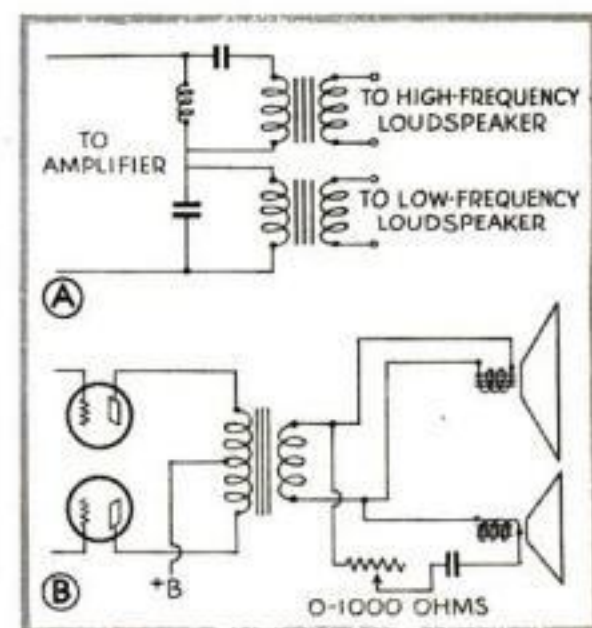 TO HIGH-FREQUENCY
LOUDSPEAKER
TO
AMPLIFIER
TO LOW-FREQUENCY
LOUDSPEAKER
A
B
+B
0-1000 OHMS